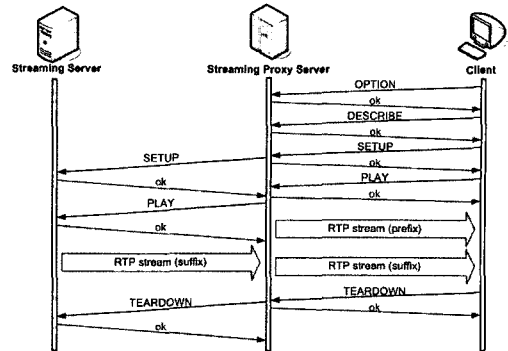 Streaming Server
Streaming Proxy Server
Client
OPTION
ok
DESCRIBE
ok
SETUP
SETUP
ok
ok
PLAY
PLAY
ok
ok
RTP stream (prefix)
RTP stream (suffix)
RTP stream (suffix)
TEARDOWN
TEARDOWN
ok
ok